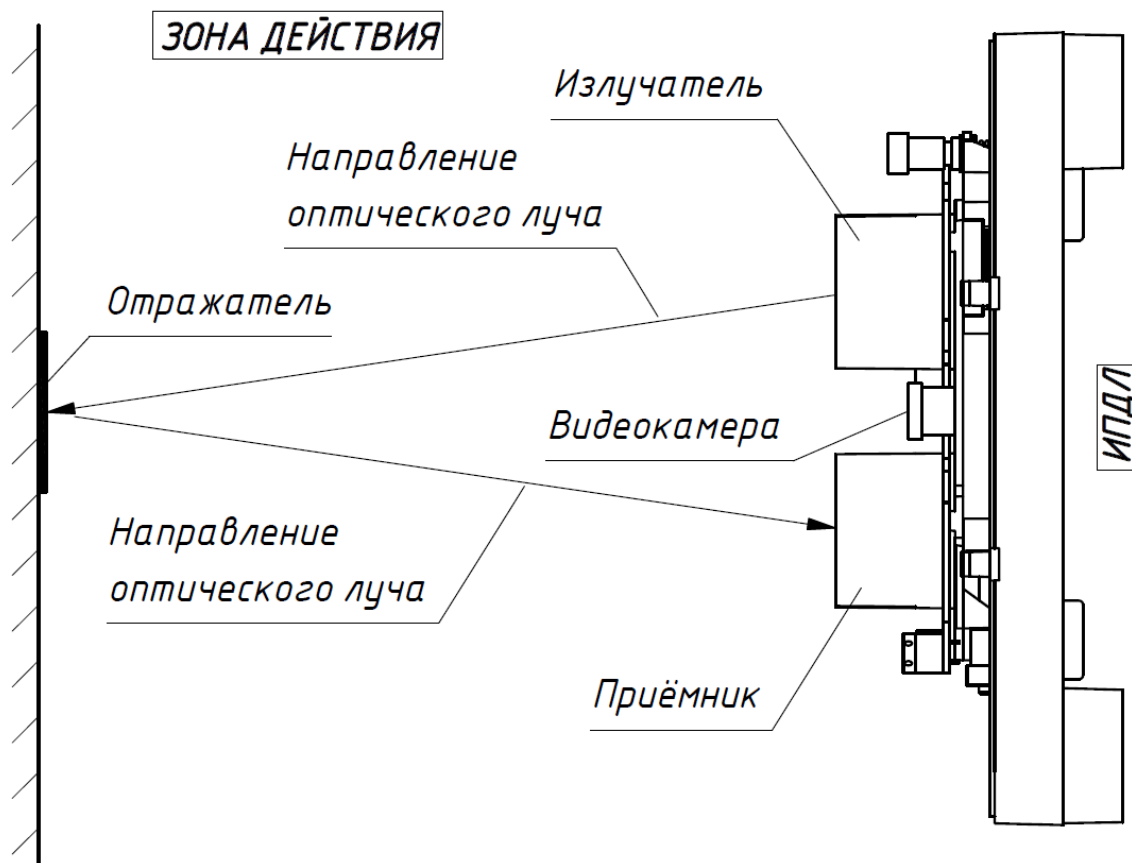 ЗОНА ДЕЙСТВИЯ
Излучатель
Направление
оптического луча
Отражатель
Видеокамера
ИПДЛ
Направление
оптического луча
Приёмник